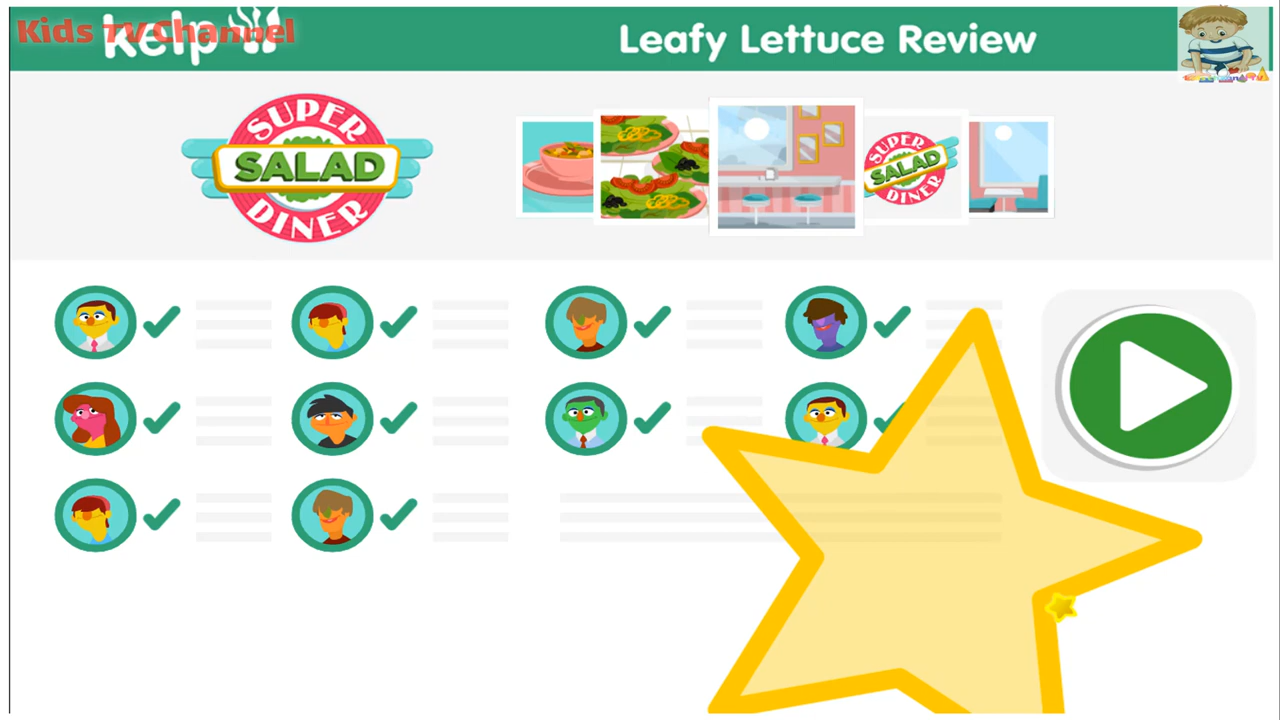 Kids TV Channel
kelp
Leafy Lettuce Review
SUPER
SALAD
DINER
SUPER
SALAD
DINER